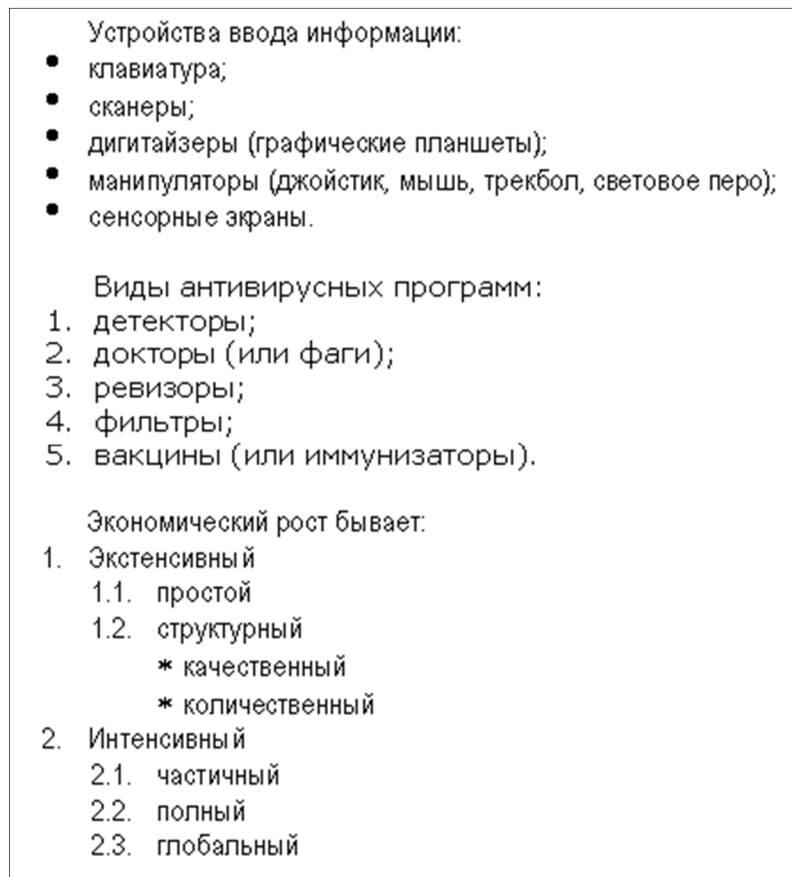 Устройства ввода информации:
• клавиатура;
• сканеры;
• дигитайзеры (графические планшеты);
• манипуляторы (джойстик, мышь, трекбол, световое перо);
• сенсорные экраны.
Виды антивирусных программ:
1. детекторы;
2. докторы (или фаги);
3. ревизоры;
4. фильтры;
5. вакцины (или иммунизаторы).
Экономический рост бывает:
1. Экстенсивный
1.1. простой
1.2. структурный
* качественный
* количественный
2. Интенсивный
2.1. частичный
2.2. полный
2.3. глобальный